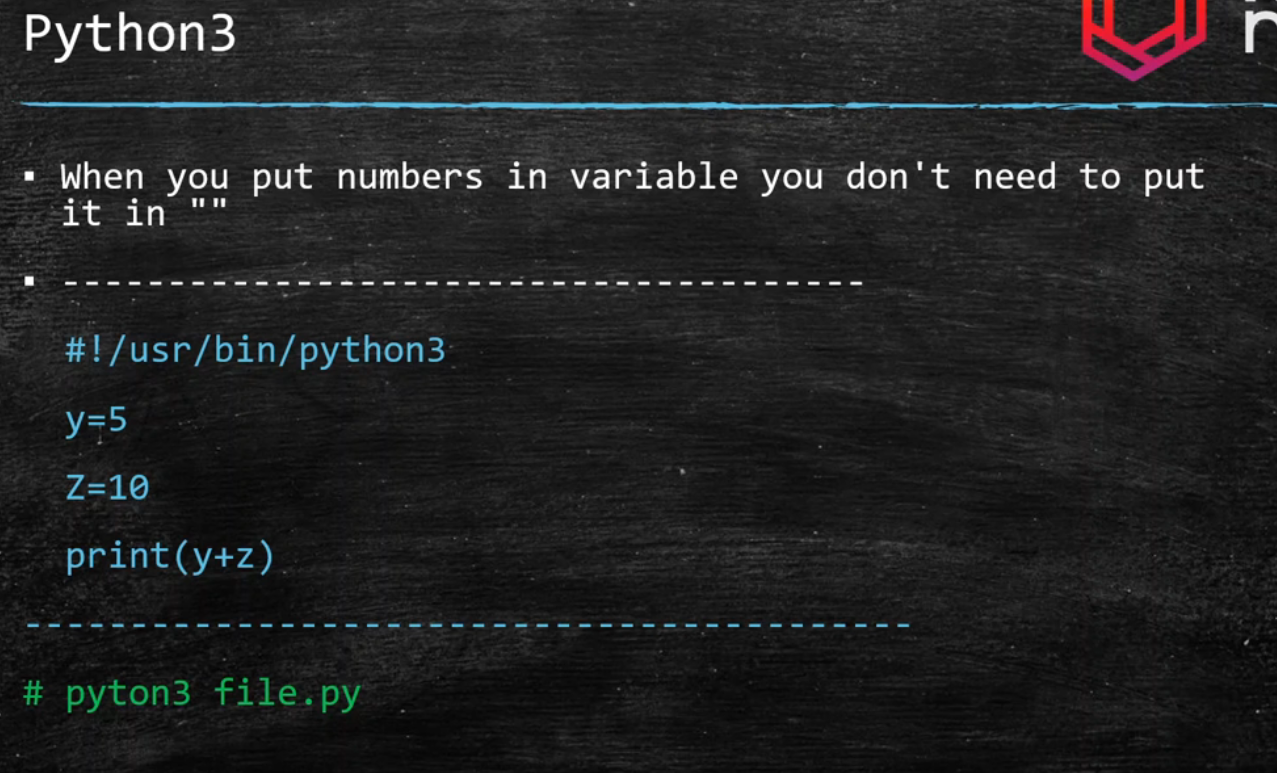 Python3
When you put numbers in variable you don't need to put
it in ""
--------------------------------------
#!/usr/bin/python3
y=5
Z=10
print(y+z)
------------------------------------------
# pyton3 file.py